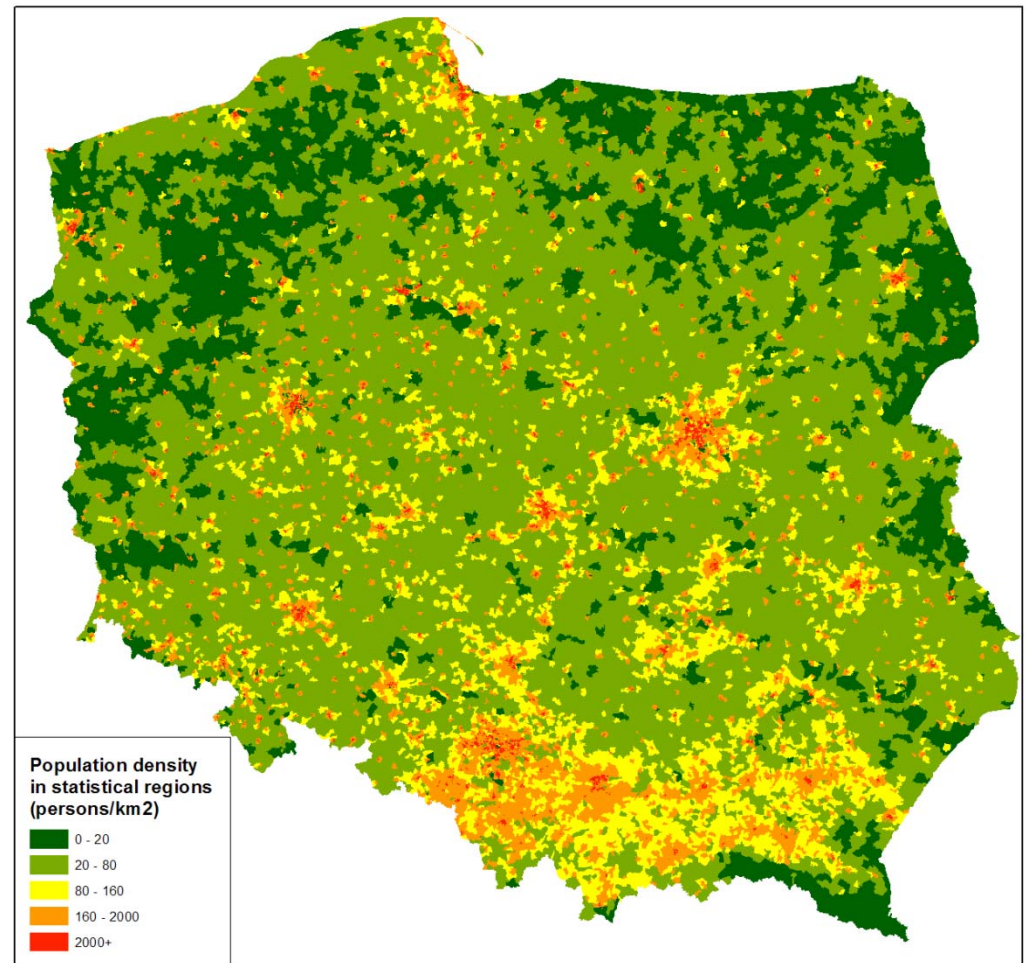 Population density
in statistical regions
(persons/km2)
0 - 20
20 - 80
80 - 160
160 - 2000
2000+